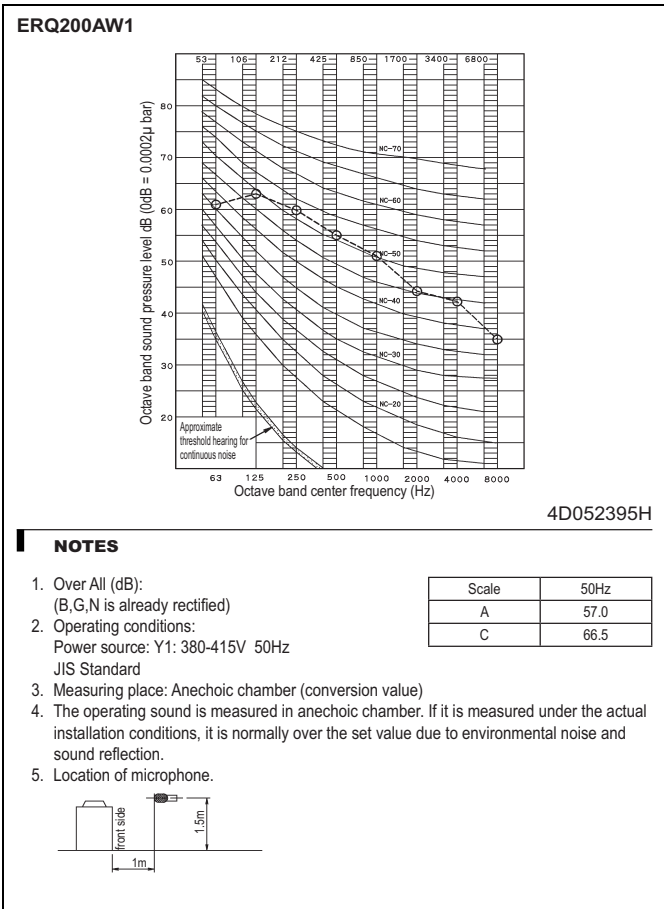 ERQ200AW1
53 106 212 425 850 1700 3400 6800
Octave band sound pressure level dB (0dB = 0.0002µ bar)
80
70
60
50
40
30
20
NC-70
NC-60
NC-50
NC-40
NC-30
NC-20
Approximate
threshold hearing for
continuous noise
63 125 250 500 1000 2000 4000 8000
Octave band center frequency (Hz)
4D052395H
NOTES
1. Over All (dB):
(B,G,N is already rectified)
2. Operating conditions:
Power source: Y1: 380-415V 50Hz
JIS Standard
Scale 50Hz
A 57.0
C 66.5
3. Measuring place: Anechoic chamber (conversion value)
4. The operating sound is measured in anechoic chamber. If it is measured under the actual
installation conditions, it is normally over the set value due to environmental noise and
sound reflection.
5. Location of microphone.
front side
1.5m
1m